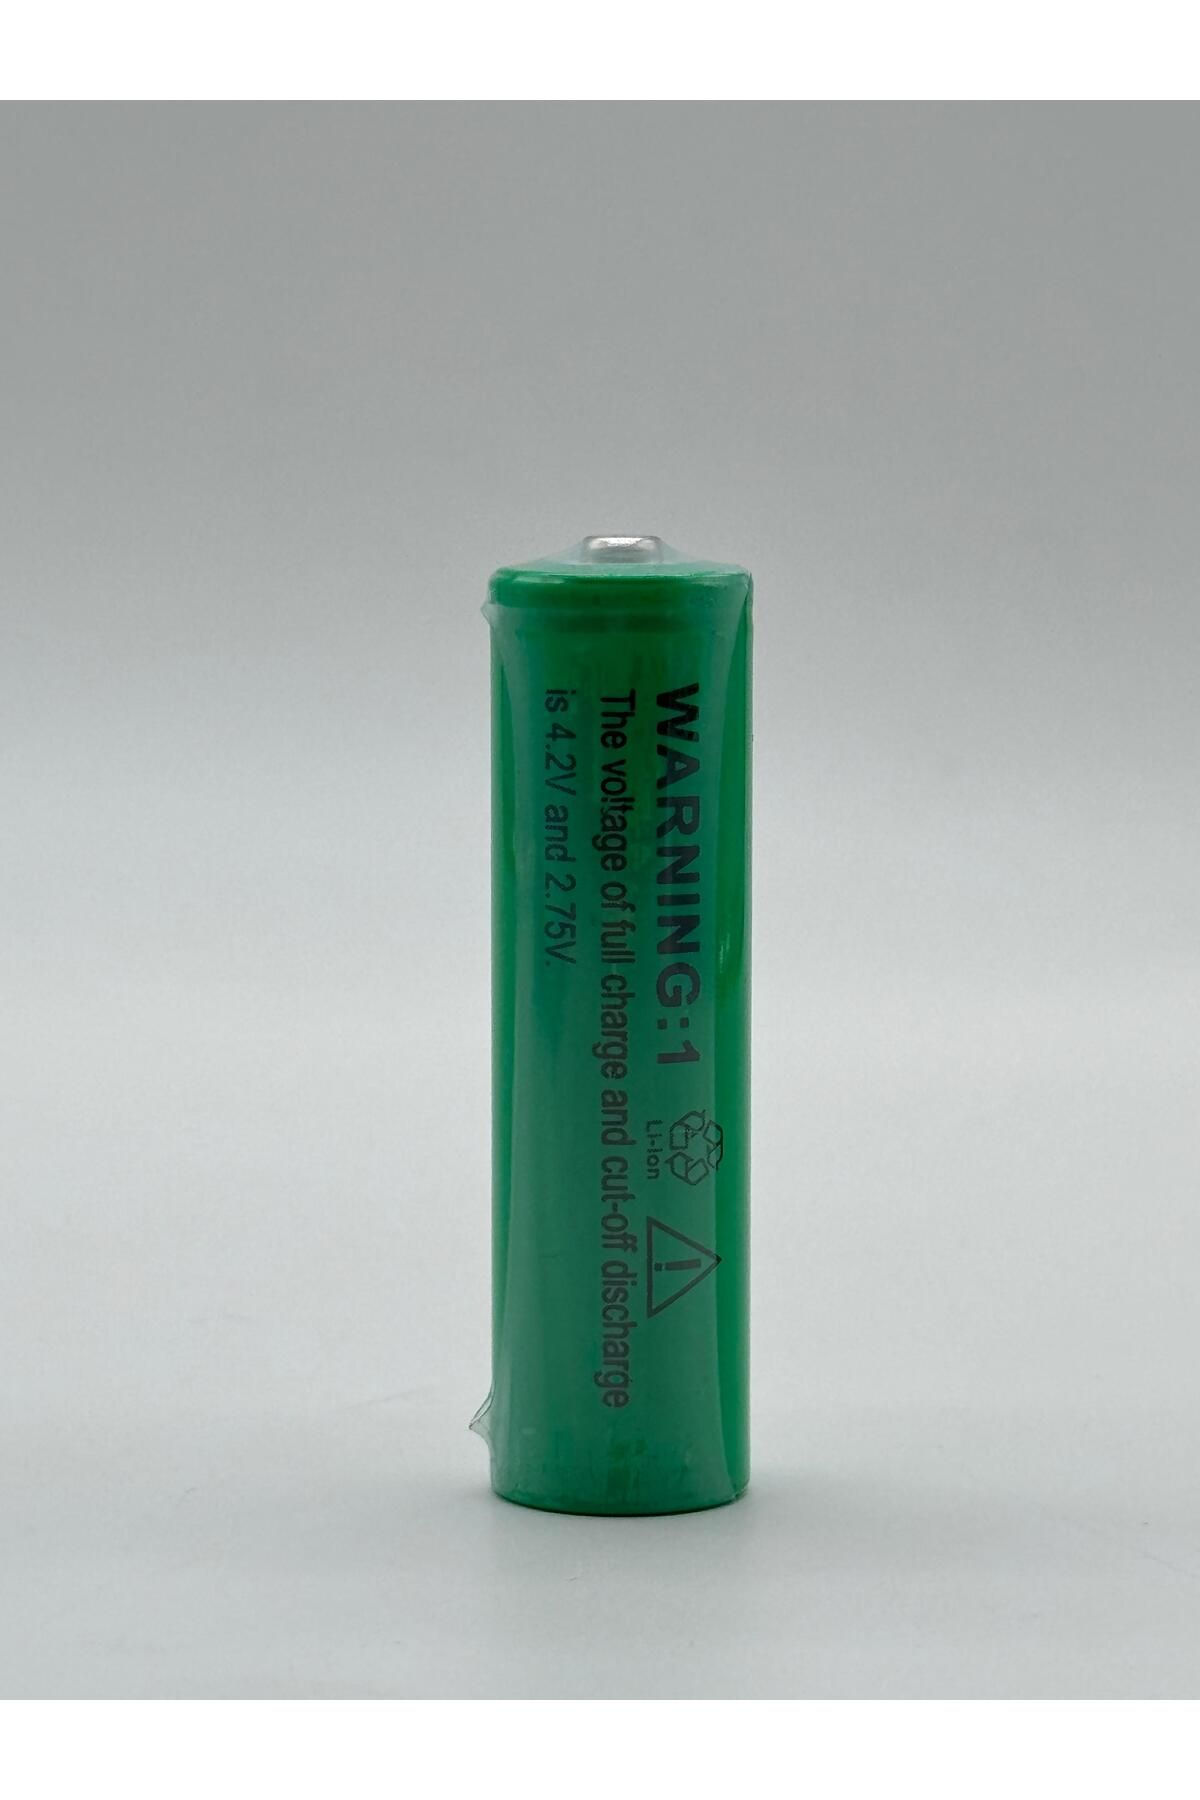 WARNING:1
Li-ion
The voltage of full charge and cut-off discharge
is 4.2V and 2.75V.